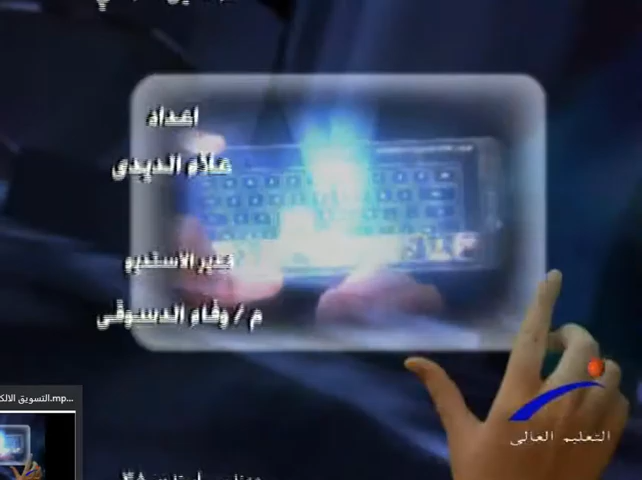 اعداد
علاء الديدى
مدير الاستديو
م / وفاء الدسوقى
التعليم العالى
التسويق الالك...mp.